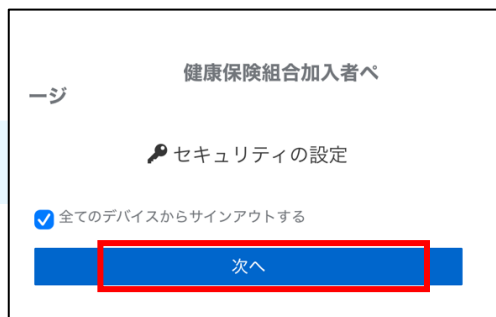 健康保険組合加入者ペ
ージ
セキュリティの設定
全てのデバイスからサインアウトする
次へ